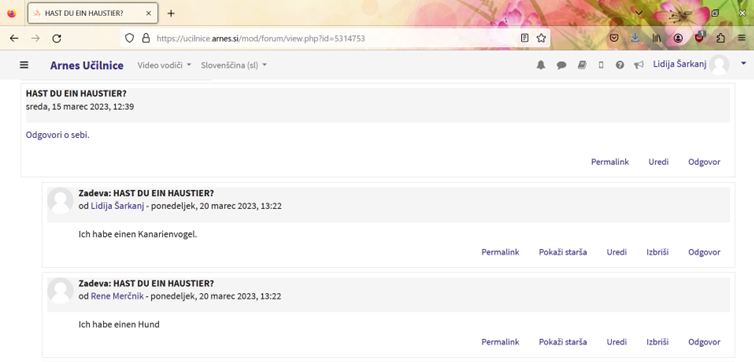 HAST DU EIN HAUSTIER?
https://ucilnice.arnes.si/mod/forum/view.php?id=5314753
Arnes Učilnice Video vodiči Slovenščina (sl) Lidija Šarkanj
HAST DU EIN HAUSTIER?
sreda, 15 marec 2023, 12:39
Odgovori o sebi.
Permalink Uredi Odgovor
Zadeva: HAST DU EIN HAUSTIER?
od Lidija Šarkanj - ponedeljek, 20 marec 2023, 13:22
Ich habe einen Kanarienvogel.
Permalink Pokaži starša Uredi Izbriši Odgovor
Zadeva: HAST DU EIN HAUSTIER?
od Rene Merčnik - ponedeljek, 20 marec 2023, 13:22
Ich habe einen Hund
Permalink Pokaži starša Uredi Izbriši Odgovor